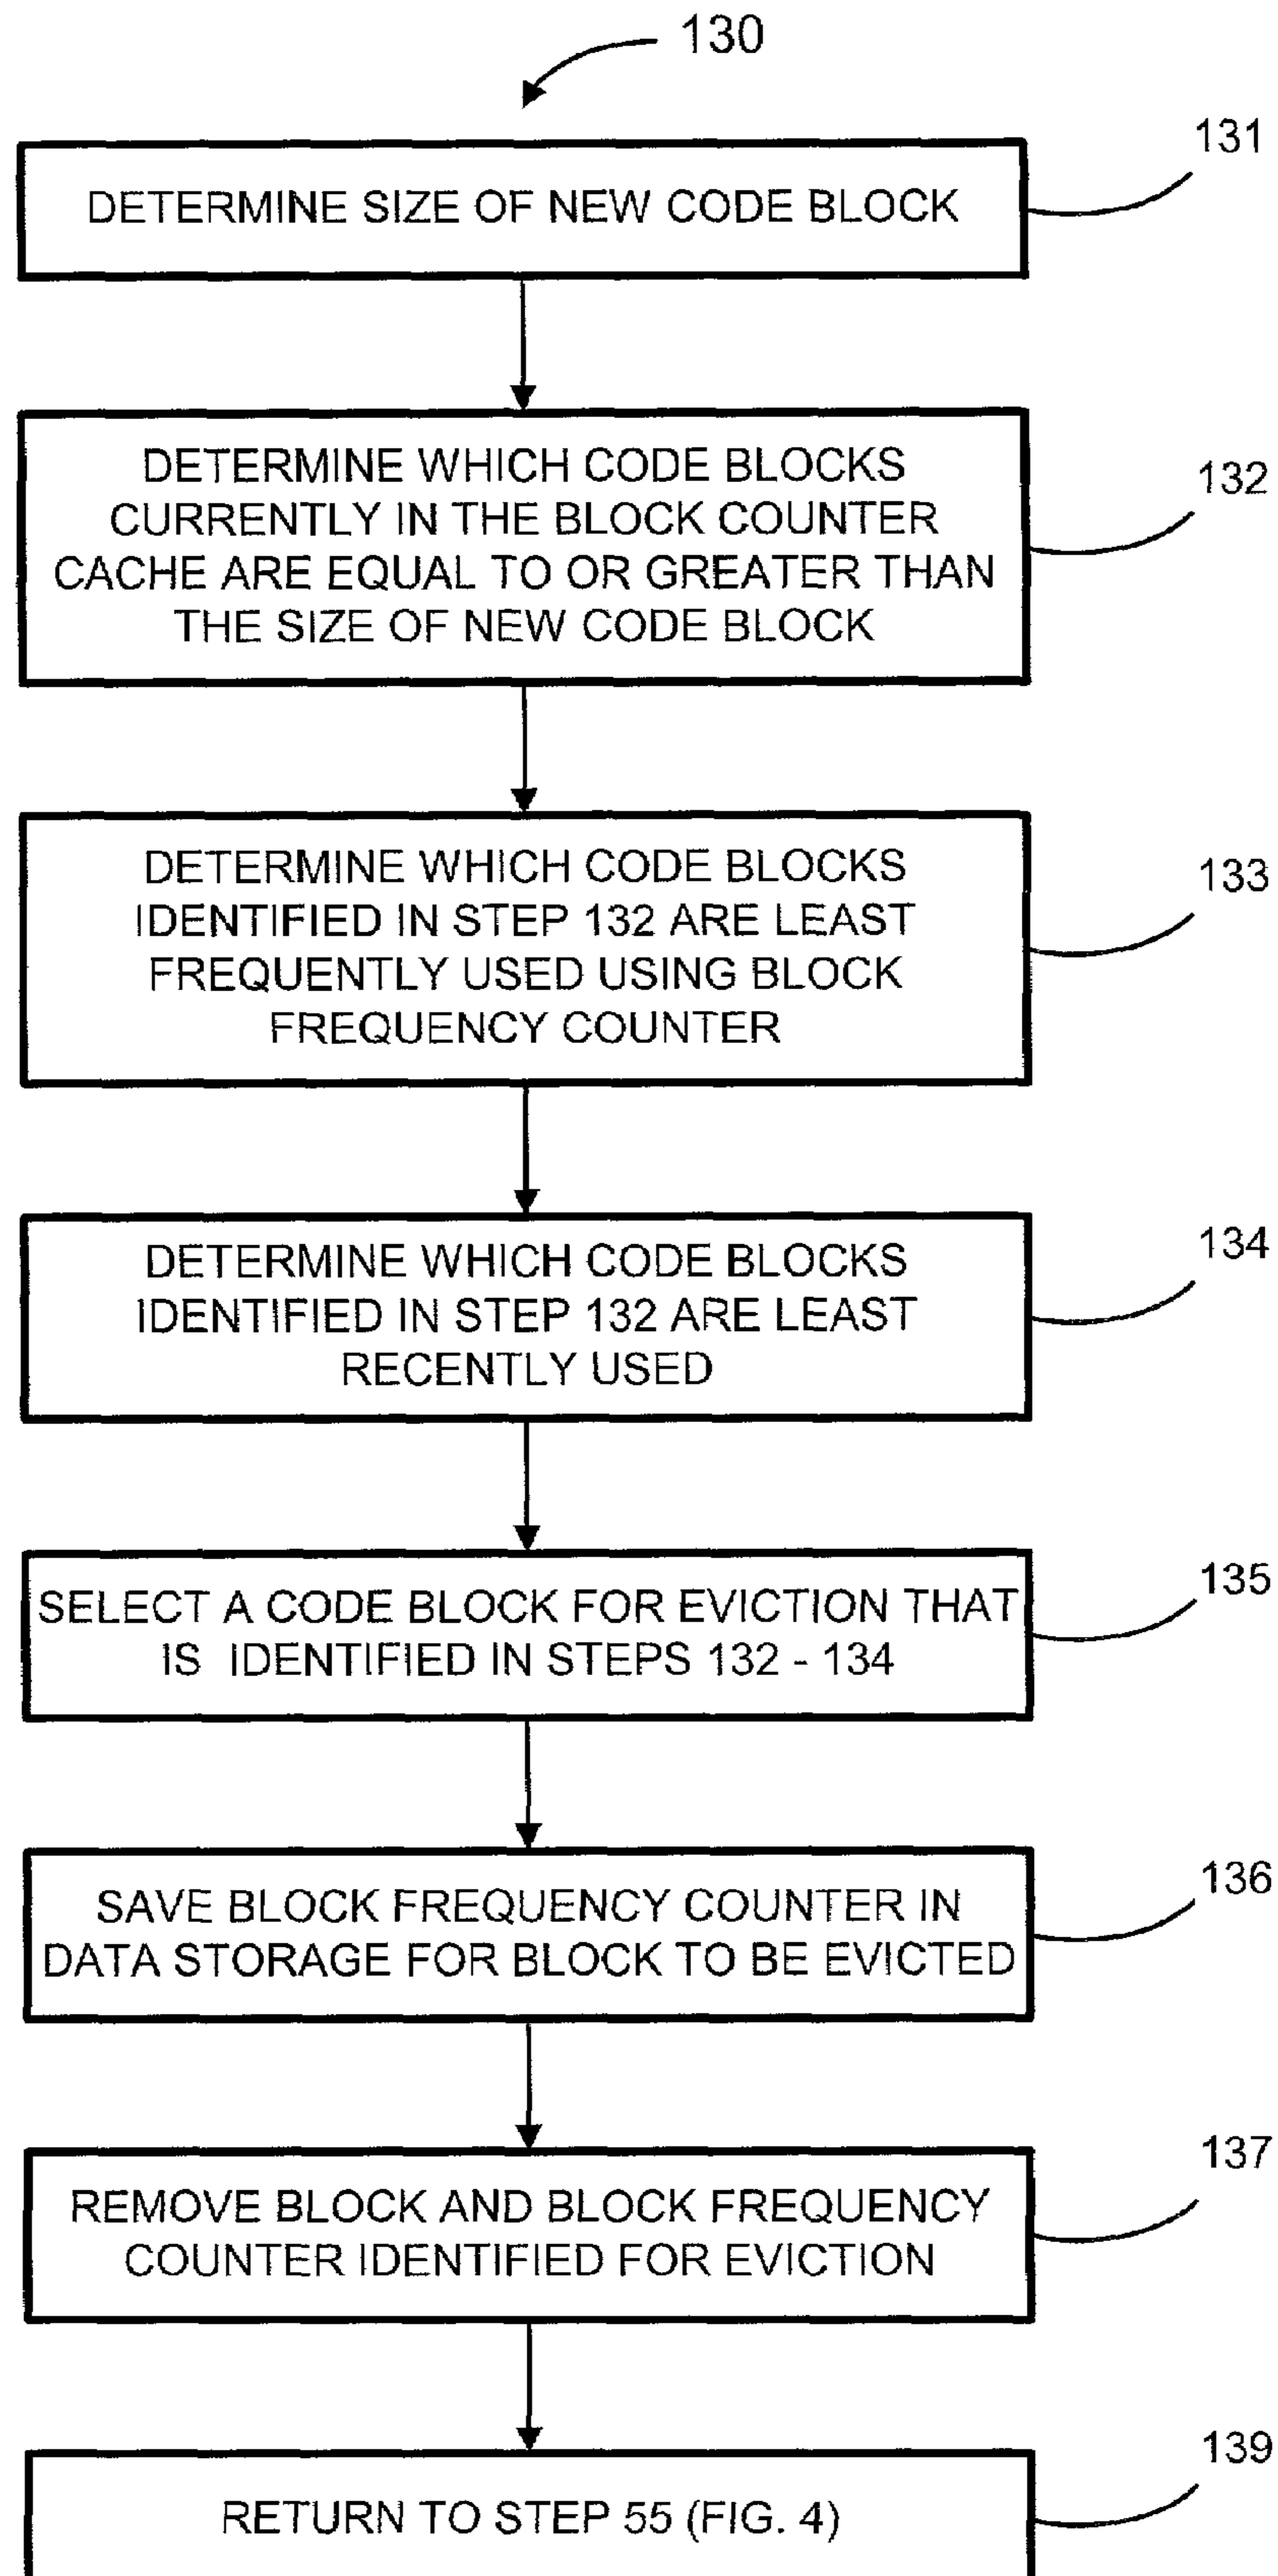 130
131
DETERMINE SIZE OF NEW CODE BLOCK
132
DETERMINE WHICH CODE BLOCKS
CURRENTLY IN THE BLOCK COUNTER
CACHE ARE EQUAL TO OR GREATER THAN
THE SIZE OF NEW CODE BLOCK
133
DETERMINE WHICH CODE BLOCKS
IDENTIFIED IN STEP 132 ARE LEAST
FREQUENTLY USED USING BLOCK
FREQUENCY COUNTER
134
DETERMINE WHICH CODE BLOCKS
IDENTIFIED IN STEP 132 ARE LEAST
RECENTLY USED
135
SELECT A CODE BLOCK FOR EVICTION THAT
IS IDENTIFIED IN STEPS 132 - 134
136
SAVE BLOCK FREQUENCY COUNTER IN
DATA STORAGE FOR BLOCK TO BE EVICTED
137
REMOVE BLOCK AND BLOCK FREQUENCY
COUNTER IDENTIFIED FOR EVICTION
139
RETURN TO STEP 55 (FIG. 4)